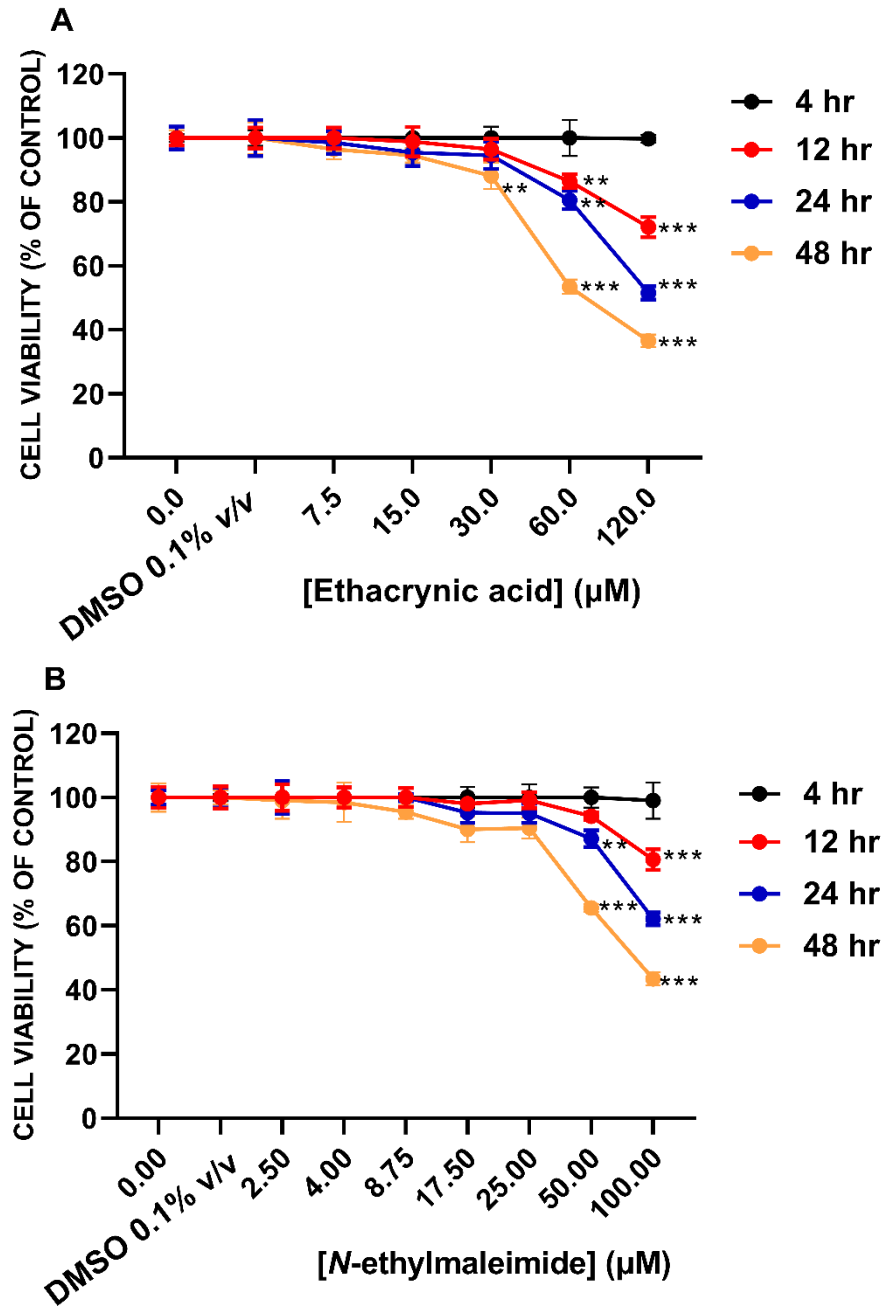 A
CELL VIABILITY (% OF CONTROL)
120
100
80
60
40
20
0
** ** ** *** *** *** ***
4 hr
12 hr
24 hr
48 hr
0.0 DMSO 0.1% v/v 7.5 15.0 30.0 60.0 120.0
[Ethacrynic acid] (µM)
B
CELL VIABILITY (% OF CONTROL)
120
100
80
60
40
20
0
** *** *** *** ***
4 hr
12 hr
24 hr
48 hr
0.00 DMSO 0.1% v/v 2.50 4.00 8.75 17.50 25.00 50.00 100.00
[N-ethylmaleimide] (µM)